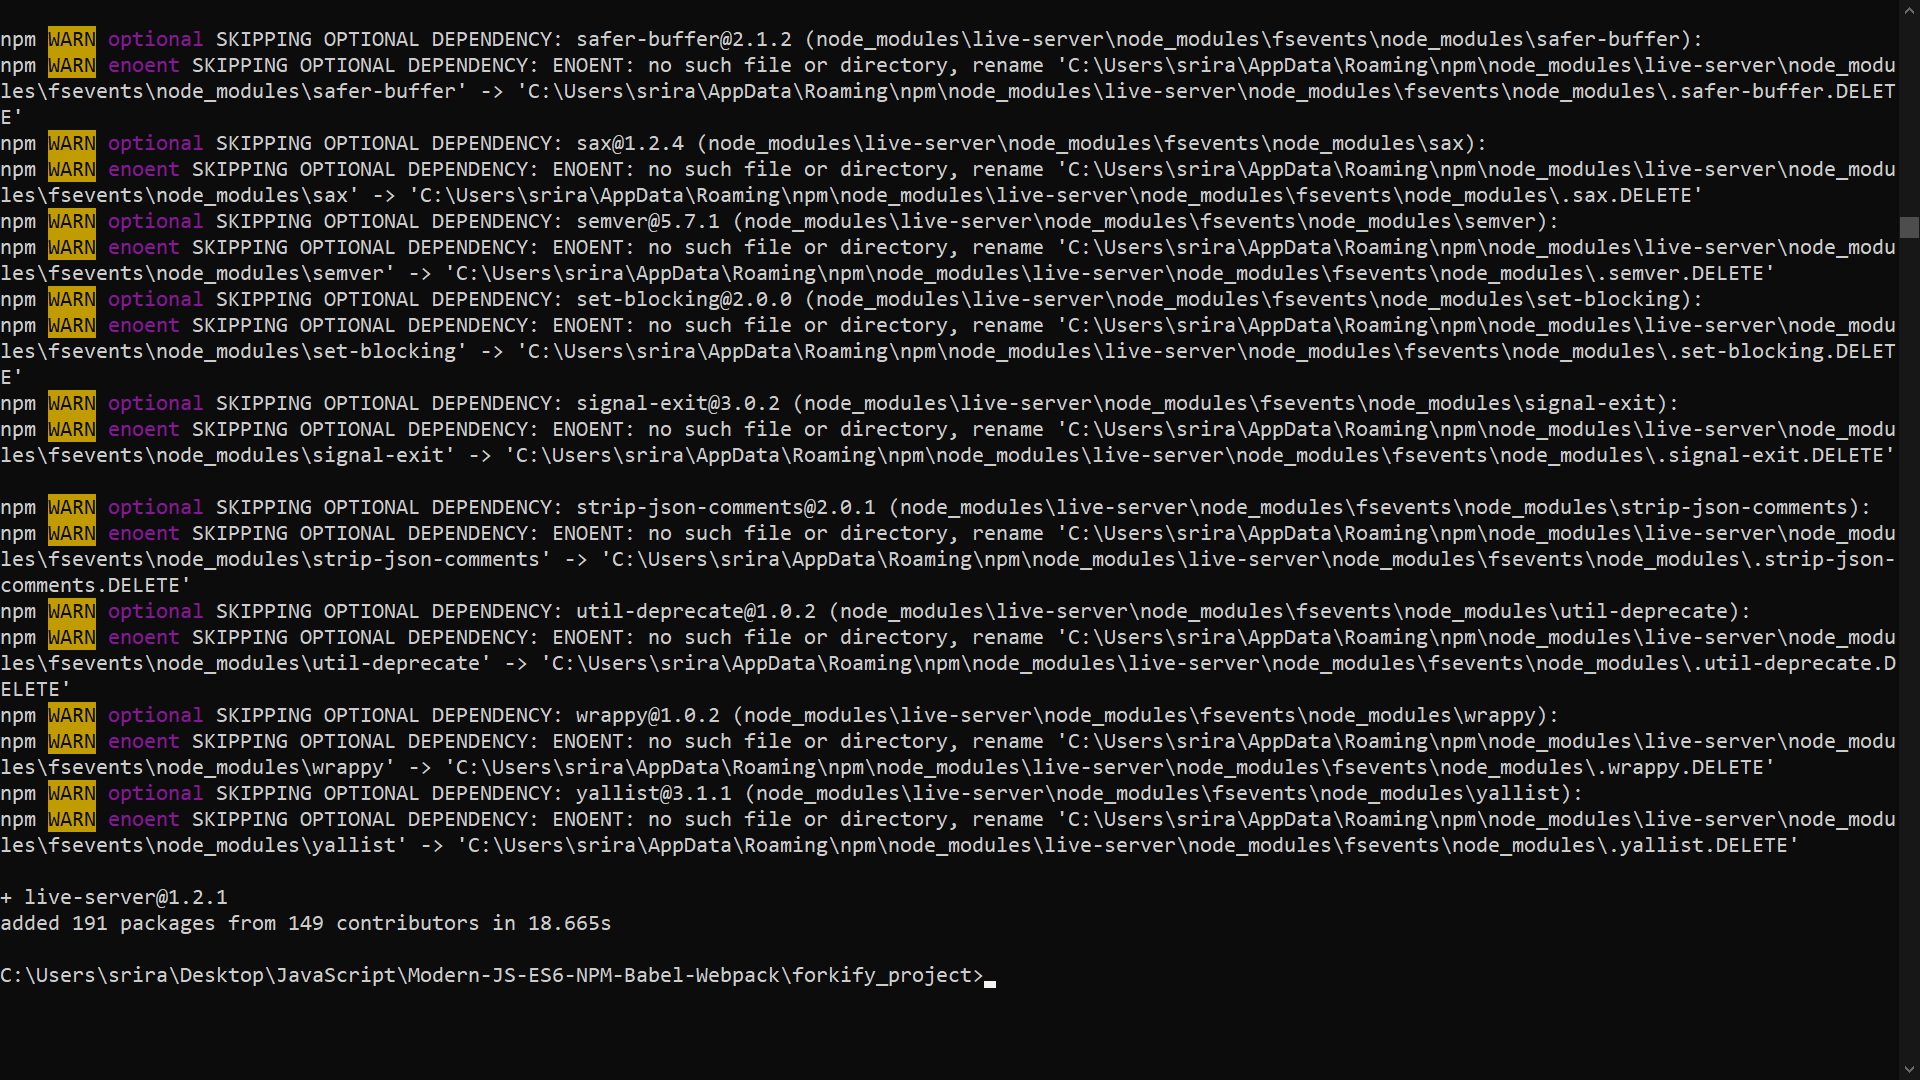 npm WARN optional SKIPPING OPTIONAL DEPENDENCY: safer-buffer@2.1.2 (node_modules\live-server\node_modules\fsevents\node_modules\safer-buffer):
npm WARN enoent SKIPPING OPTIONAL DEPENDENCY: ENOENT: no such file or directory, rename 'C:\Users\srira\AppData\Roaming\npm\node_modules\live-server\node_modu
les\fsevents\node_modules\safer-buffer' -> 'C:\Users\srira\AppData\Roaming\npm\node_modules\live-server\node_modules\fsevents\node_modules\.safer-buffer.DELET
E'
npm WARN optional SKIPPING OPTIONAL DEPENDENCY: sax@1.2.4 (node_modules\live-server\node_modules\fsevents\node_modules\sax):
npm WARN enoent SKIPPING OPTIONAL DEPENDENCY: ENOENT: no such file or directory, rename 'C:\Users\srira\AppData\Roaming\npm\node_modules\live-server\node_modu
les\fsevents\node_modules\sax' -> 'C:\Users\srira\AppData\Roaming\npm\node_modules\live-server\node_modules\fsevents\node_modules\.sax.DELETE'
npm WARN optional SKIPPING OPTIONAL DEPENDENCY: semver@5.7.1 (node_modules\live-server\node_modules\fsevents\node_modules\semver):
npm WARN enoent SKIPPING OPTIONAL DEPENDENCY: ENOENT: no such file or directory, rename 'C:\Users\srira\AppData\Roaming\npm\node_modules\live-server\node_modu
les\fsevents\node_modules\semver' -> 'C:\Users\srira\AppData\Roaming\npm\node_modules\live-server\node_modules\fsevents\node_modules\.semver.DELETE'
npm WARN optional SKIPPING OPTIONAL DEPENDENCY: set-blocking@2.0.0 (node_modules\live-server\node_modules\fsevents\node_modules\set-blocking):
npm WARN enoent SKIPPING OPTIONAL DEPENDENCY: ENOENT: no such file or directory, rename 'C:\Users\srira\AppData\Roaming\npm\node_modules\live-server\node_modu
les\fsevents\node_modules\set-blocking' -> 'C:\Users\srira\AppData\Roaming\npm\node_modules\live-server\node_modules\fsevents\node_modules\.set-blocking.DELET
E'
npm WARN optional SKIPPING OPTIONAL DEPENDENCY: signal-exit@3.0.2 (node_modules\live-server\node_modules\fsevents\node_modules\signal-exit):
npm WARN enoent SKIPPING OPTIONAL DEPENDENCY: ENOENT: no such file or directory, rename 'C:\Users\srira\AppData\Roaming\npm\node_modules\live-server\node_modu
les\fsevents\node_modules\signal-exit' -> 'C:\Users\srira\AppData\Roaming\npm\node_modules\live-server\node_modules\fsevents\node_modules\.signal-exit.DELETE'
npm WARN optional SKIPPING OPTIONAL DEPENDENCY: strip-json-comments@2.0.1 (node_modules\live-server\node_modules\fsevents\node_modules\strip-json-comments):
npm WARN enoent SKIPPING OPTIONAL DEPENDENCY: ENOENT: no such file or directory, rename 'C:\Users\srira\AppData\Roaming\npm\node_modules\live-server\node_modu
les\fsevents\node_modules\strip-json-comments' -> 'C:\Users\srira\AppData\Roaming\npm\node_modules\live-server\node_modules\fsevents\node_modules\.strip-json-
comments.DELETE'
npm WARN optional SKIPPING OPTIONAL DEPENDENCY: util-deprecate@1.0.2 (node_modules\live-server\node_modules\fsevents\node_modules\util-deprecate):
npm WARN enoent SKIPPING OPTIONAL DEPENDENCY: ENOENT: no such file or directory, rename 'C:\Users\srira\AppData\Roaming\npm\node_modules\live-server\node_modu
les\fsevents\node_modules\util-deprecate' -> 'C:\Users\srira\AppData\Roaming\npm\node_modules\live-server\node_modules\fsevents\node_modules\.util-deprecate.D
ELETE'
npm WARN optional SKIPPING OPTIONAL DEPENDENCY: wrappy@1.0.2 (node_modules\live-server\node_modules\fsevents\node_modules\wrappy):
npm WARN enoent SKIPPING OPTIONAL DEPENDENCY: ENOENT: no such file or directory, rename 'C:\Users\srira\AppData\Roaming\npm\node_modules\live-server\node_modu
les\fsevents\node_modules\wrappy' -> 'C:\Users\srira\AppData\Roaming\npm\node_modules\live-server\node_modules\fsevents\node_modules\.wrappy.DELETE'
npm WARN optional SKIPPING OPTIONAL DEPENDENCY: yallist@3.1.1 (node_modules\live-server\node_modules\fsevents\node_modules\yallist):
npm WARN enoent SKIPPING OPTIONAL DEPENDENCY: ENOENT: no such file or directory, rename 'C:\Users\srira\AppData\Roaming\npm\node_modules\live-server\node_modu
les\fsevents\node_modules\yallist' -> 'C:\Users\srira\AppData\Roaming\npm\node_modules\live-server\node_modules\fsevents\node_modules\.yallist.DELETE'
+ live-server@1.2.1
added 191 packages from 149 contributors in 18.665s
C:\Users\srira\Desktop\JavaScript\Modern-JS-ES6-NPM-Babel-Webpack\forkify_project>